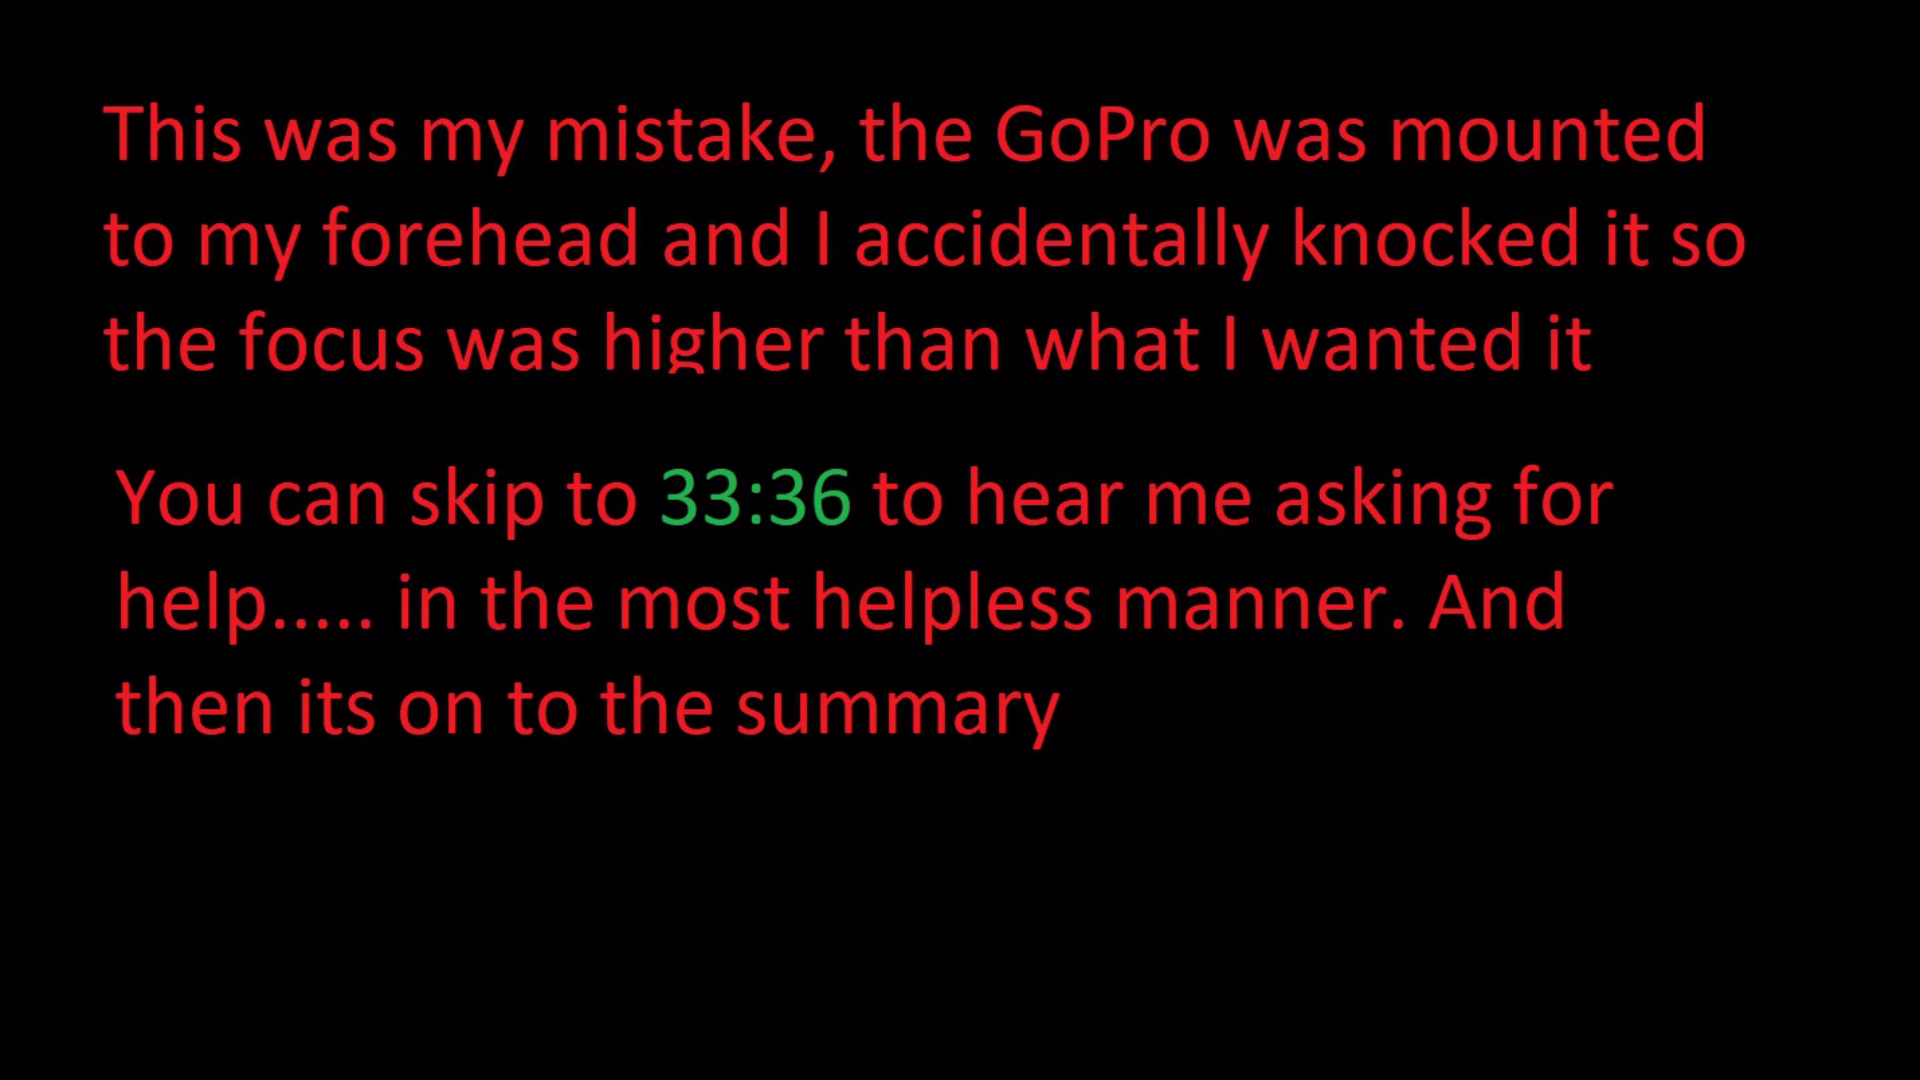 This was my mistake, the GoPro was mounted
to my forehead and I accidentally knocked it so
the focus was higher than what I wanted it
You can skip to 33:36 to hear me asking for
help..... in the most helpless manner. And
then its on to the summary